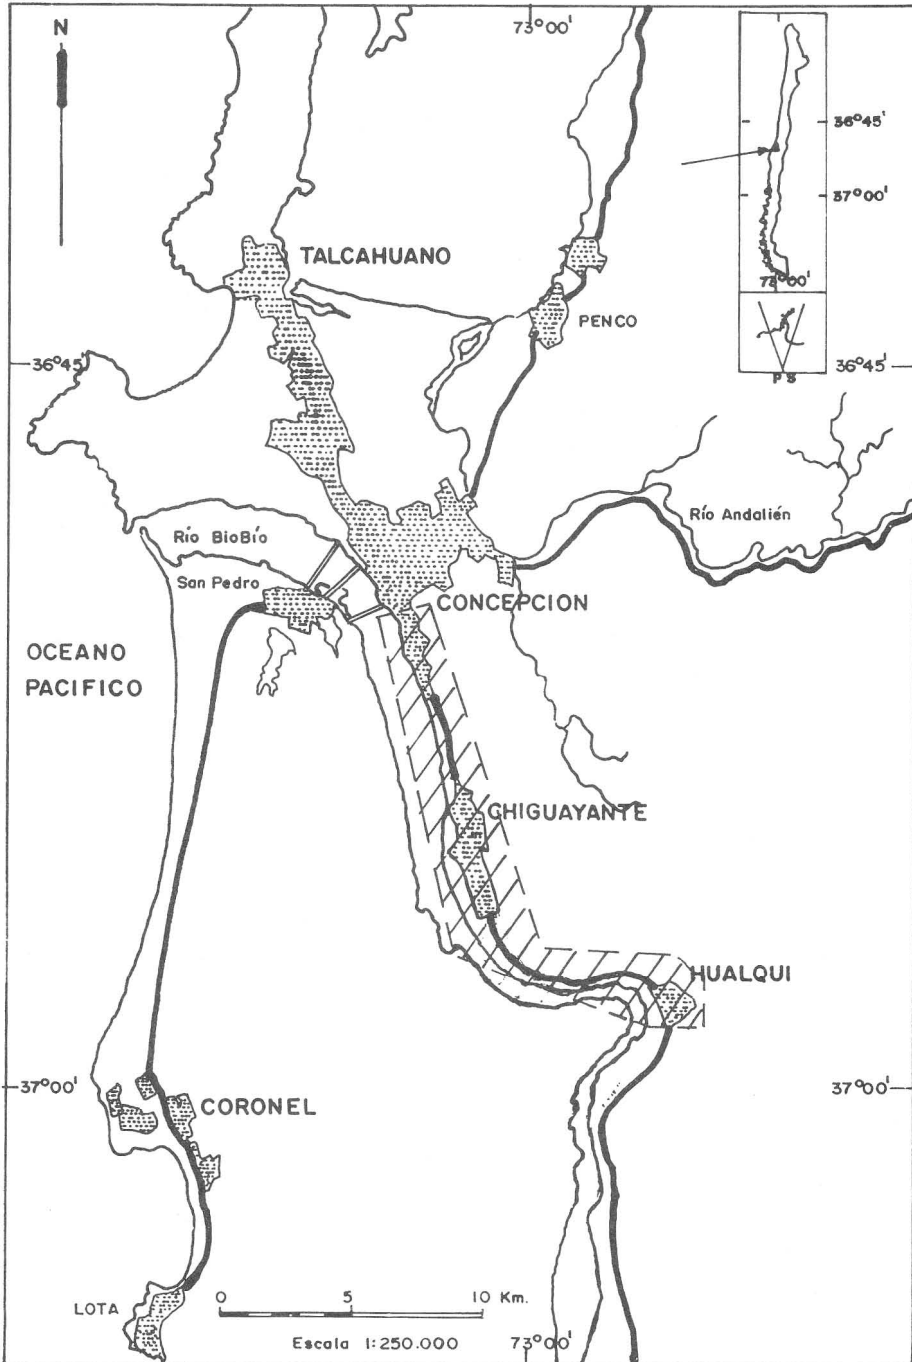 N
73°00'
36°45'
37°00'
73°00'
P S
TALCAHUANO
PENCO
36°45'
36°45'
Río BioBío
Río Andalién
San Pedro
CONCEPCION
OCEANO
PACIFICO
CHIGUAYANTE
HUALQUI
37°00'
37°00'
CORONEL
LOTA
0 5 10 Km.
Escala 1:250.000
73°00'